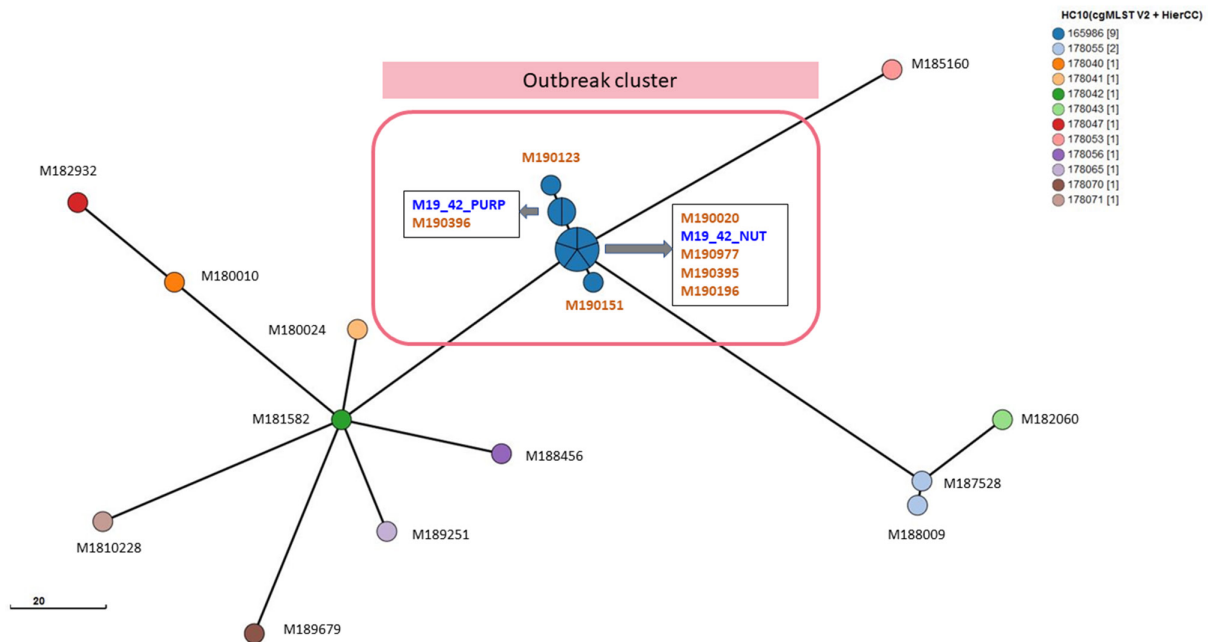 HC10(cgMLST V2 + HierCC)
165986 [9]
178055 [2]
178040 [1]
178041 [1]
178042 [1]
178043 [1]
178047 [1]
178053 [1]
178056 [1]
178065 [1]
178070 [1]
178071 [1]
M185160
Outbreak cluster
M190123
M182932
M19_42_PURP
M190396
M190020
M19_42_NUT
M190977
M190395
M190196
M180010
M190151
M180024
M181582
M182060
M188456
M187528
M188009
M189251
M1810228
20
M189679